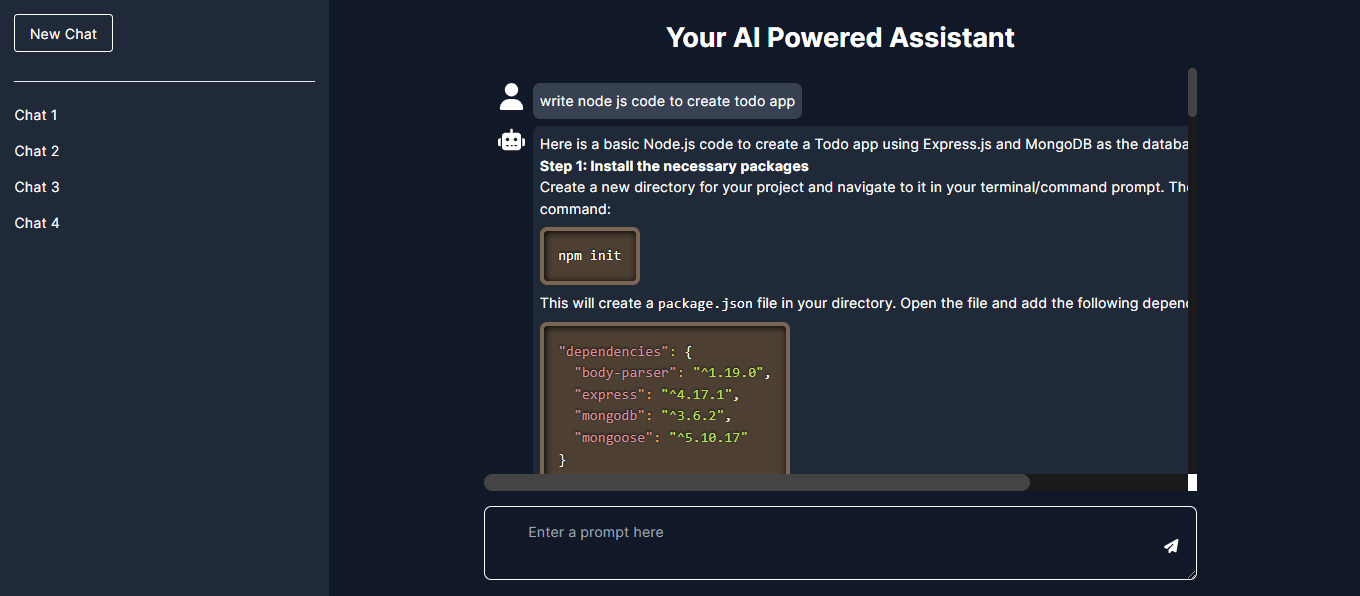 New Chat
Chat 1
Chat 2
Chat 3
Chat 4
Your AI Powered Assistant
write node js code to create todo app
Here is a basic Node.js code to create a Todo app using Express.js and MongoDB as the
Step 1: Install the necessary packages
Create a new directory for your project and navigate to it in your terminal/command prompt.
command:
npm init
This will create a package.json file in your directory. Open the file and add the following
"dependencies": {
"body-parser": "^1.19.0",
"express": "^4.17.1",
"mongodb": "^3.6.2",
"mongoose": "^5.10.17"
}
Enter a prompt here